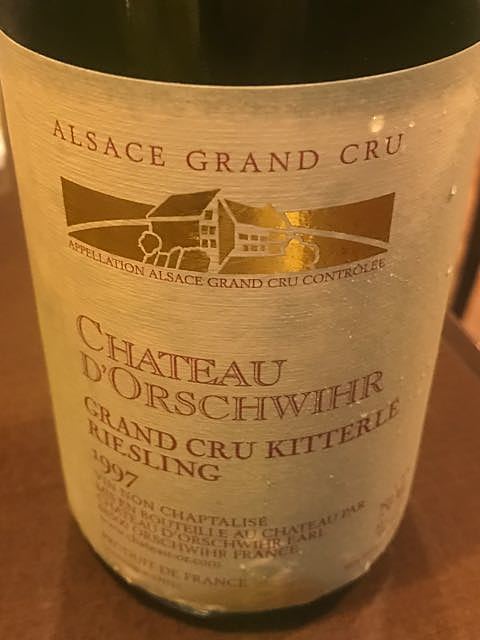 ALSACE GRAND CRU
APPELLATION ALSACE GRAND CRU CONTRÔLÉE
CHATEAU
D'ORSCHWIHR
GRAND CRU KITTERLÉ
RIESLING
1997
VIN NON CHAPTALISÉ
MIS EN BOUTEILLE AU CHATEAU PAR
CHATEAU D'ORSCHWIHR EARL
ORSCHWIHR FRANCE
PRODUIT DE FRANCE